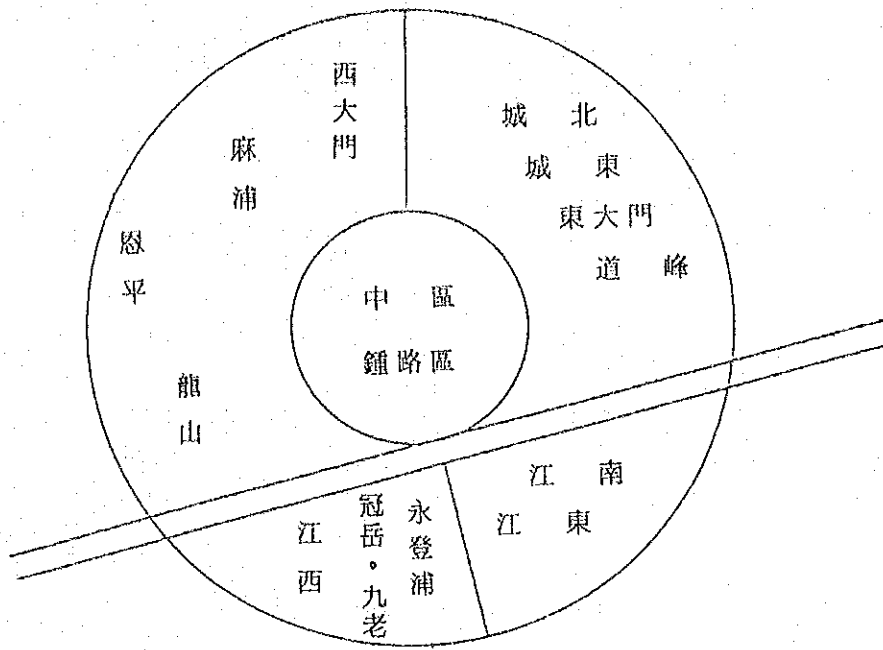 西大門
麻浦
恩平
龍山
城北
城東
東大門
道峰
中區
鍾路區
江南
江東
永登浦
冠岳・九老
江西